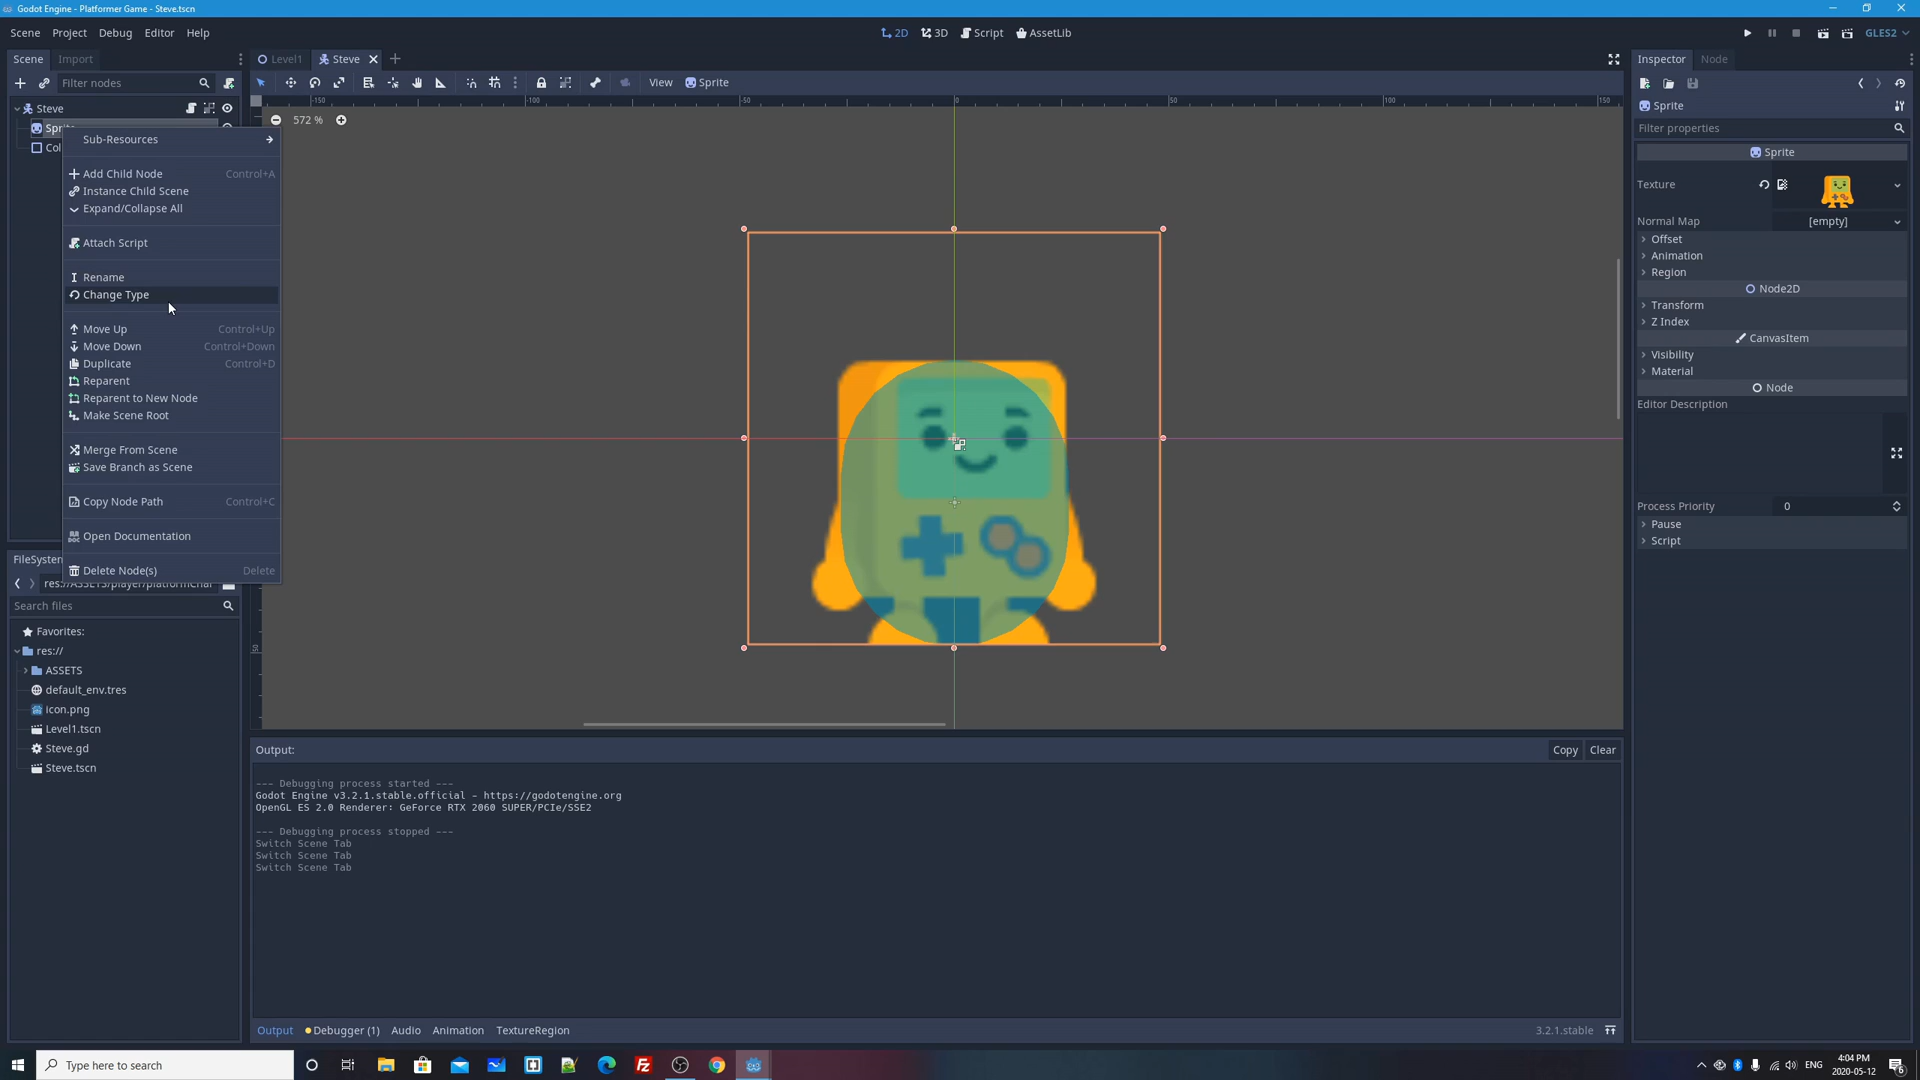 Godot Engine - Platformer Game - Steve.tscn
Scene Project Debug Editor Help
2D 3D Script AssetLib
GLES2
Scene Import
Level1 Steve
Inspector Node
Filter nodes
View Sprite
Steve
Sprite
Filter properties
Sub-Resources
Add Child Node Control+A
Instance Child Scene
Expand/Collapse All
Attach Script
Rename
Change Type
Move Up Control+Up
Move Down Control+Down
Duplicate Control+D
Reparent
Reparent to New Node
Make Scene Root
Merge From Scene
Save Branch as Scene
Copy Node Path Control+C
Open Documentation
Delete Node(s) Delete
-150 -100 -50 0 50 100 150
572 %
50
Sprite
Texture
Normal Map [empty]
Offset
Animation
Region
Node2D
Transform
Z Index
CanvasItem
Visibility
Material
Node
Editor Description
Process Priority 0
Pause
Script
FileSystem
Search files
Favorites:
res://
ASSETS
default_env.tres
icon.png
Level1.tscn
Steve.gd
Steve.tscn
Output:
Copy Clear
--- Debugging process started ---
Godot Engine v3.2.1.stable.official - https://godotengine.org
OpenGL ES 2.0 Renderer: GeForce RTX 2060 SUPER/PCIe/SSE2
--- Debugging process stopped ---
Switch Scene Tab
Switch Scene Tab
Switch Scene Tab
Output Debugger (1) Audio Animation TextureRegion
3.2.1.stable
Type here to search
ENG
4:04 PM
2020-05-12